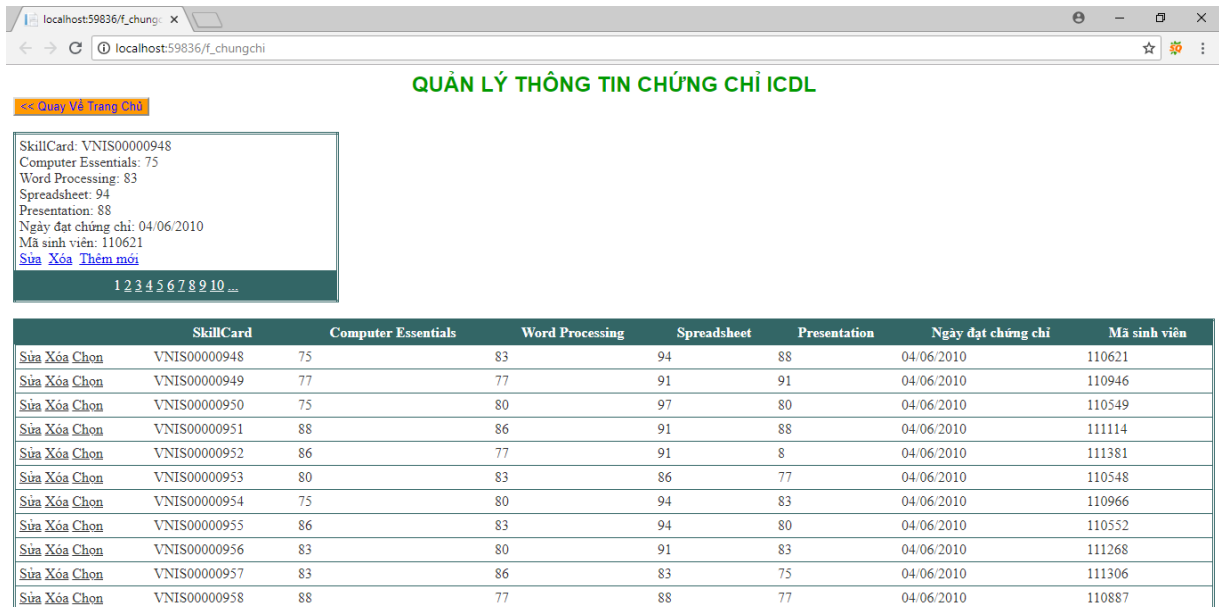 localhost:59836/f_chungc
localhost:59836/f_chungchi
QUẢN LÝ THÔNG TIN CHỨNG CHỈ ICDL
<< Quay Về Trang Chủ
SkillCard: VNIS00000948
Computer Essentials: 75
Word Processing: 83
Spreadsheet: 94
Presentation: 88
Ngày đạt chứng chỉ: 04/06/2010
Mã sinh viên: 110621
Sửa Xóa Thêm mới
1 2 3 4 5 6 7 8 9 10 ...
SkillCard Computer Essentials Word Processing Spreadsheet Presentation Ngày đạt chứng chỉ Mã sinh viên
Sửa Xóa Chọn VNIS00000948 75 83 94 88 04/06/2010 110621
Sửa Xóa Chọn VNIS00000949 77 77 91 91 04/06/2010 110946
Sửa Xóa Chọn VNIS00000950 75 80 97 80 04/06/2010 110549
Sửa Xóa Chọn VNIS00000951 88 86 91 88 04/06/2010 111114
Sửa Xóa Chọn VNIS00000952 86 77 91 8 04/06/2010 111381
Sửa Xóa Chọn VNIS00000953 80 83 86 77 04/06/2010 110548
Sửa Xóa Chọn VNIS00000954 75 80 94 83 04/06/2010 110966
Sửa Xóa Chọn VNIS00000955 86 83 94 80 04/06/2010 110552
Sửa Xóa Chọn VNIS00000956 83 80 91 83 04/06/2010 111268
Sửa Xóa Chọn VNIS00000957 83 86 83 75 04/06/2010 111306
Sửa Xóa Chọn VNIS00000958 88 77 88 77 04/06/2010 110887